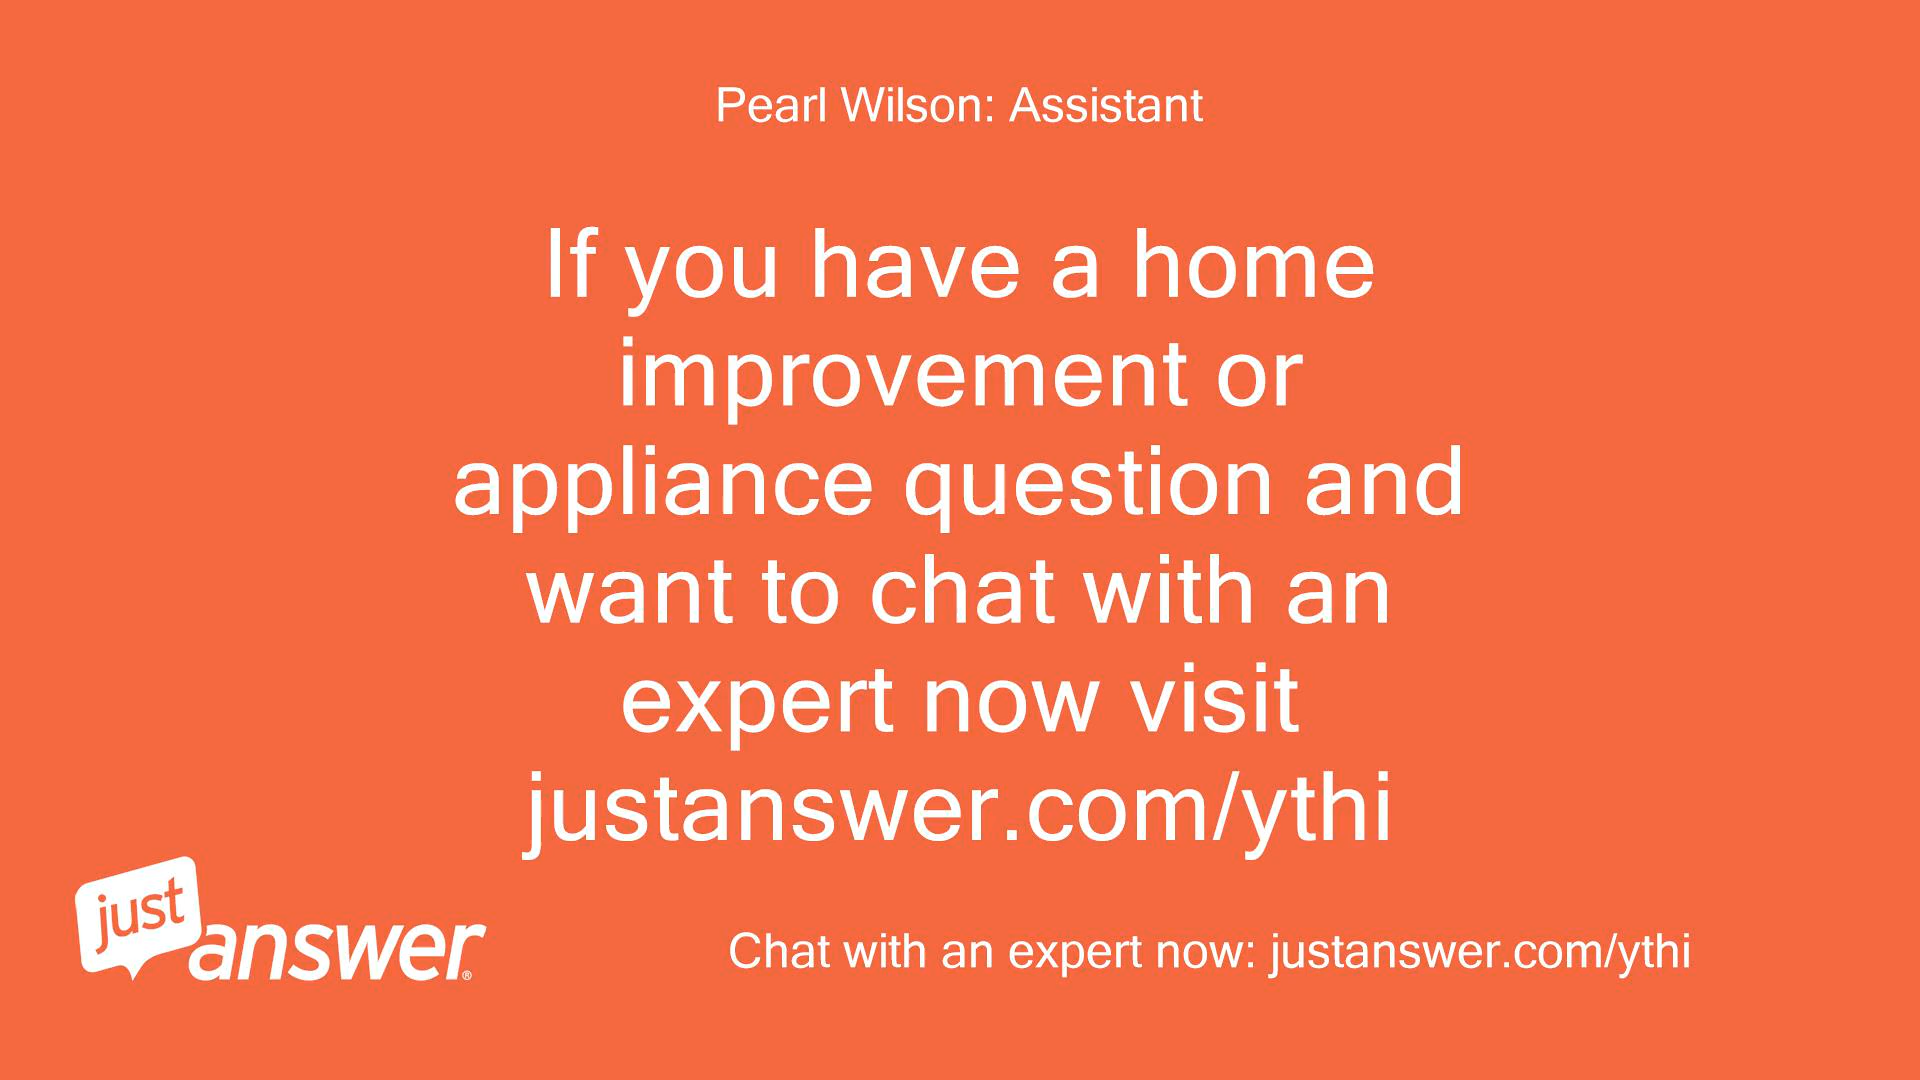 Pearl Wilson: Assistant
If you have a home
improvement or
appliance question and
want to chat with an
expert now visit
justanswer.com/ythi
just
answer®
Chat with an expert now: justanswer.com/ythi